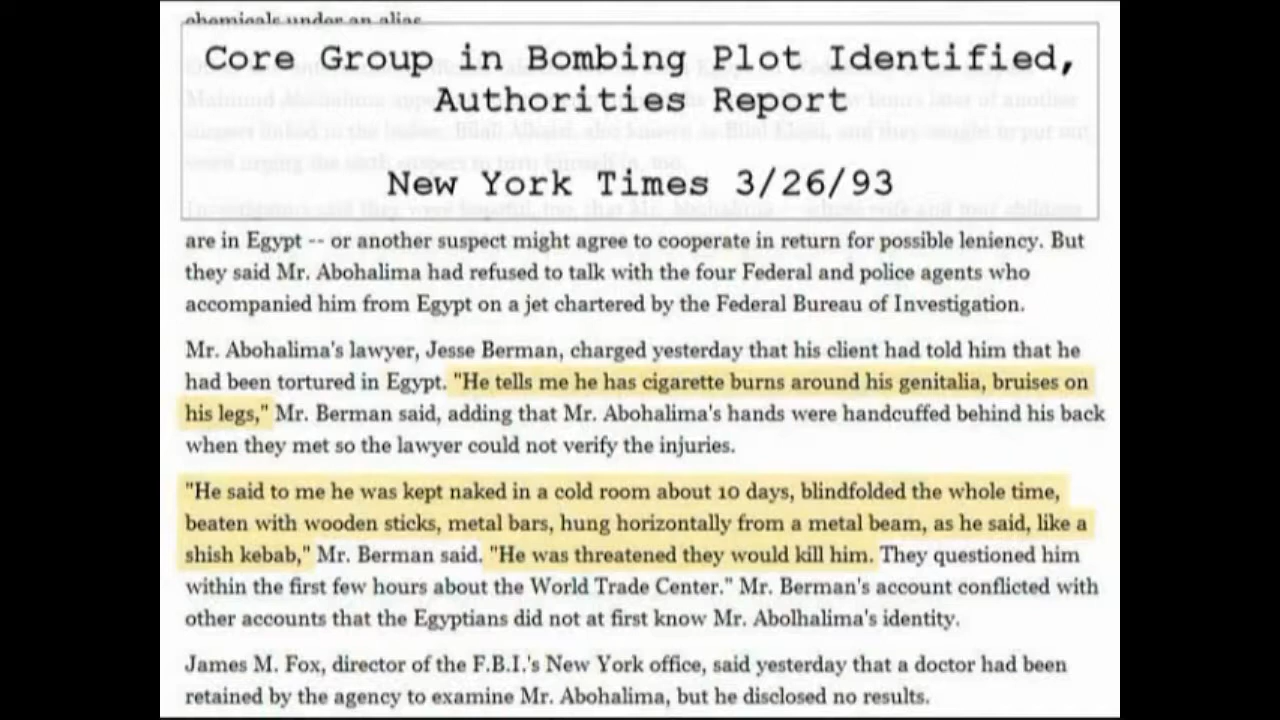 chemicals under an alias.
Core Group in Bombing Plot Identified,
Authorities Report
New York Times 3/26/93
are in Egypt -- or another suspect might agree to cooperate in return for possible leniency. But
they said Mr. Abohalima had refused to talk with the four Federal and police agents who
accompanied him from Egypt on a jet chartered by the Federal Bureau of Investigation.
Mr. Abohalima's lawyer, Jesse Berman, charged yesterday that his client had told him that he
had been tortured in Egypt. "He tells me he has cigarette burns around his genitalia, bruises on
his legs," Mr. Berman said, adding that Mr. Abohalima's hands were handcuffed behind his back
when they met so the lawyer could not verify the injuries.
"He said to me he was kept naked in a cold room about 10 days, blindfolded the whole time,
beaten with wooden sticks, metal bars, hung horizontally from a metal beam, as he said, like a
shish kebab," Mr. Berman said. "He was threatened they would kill him. They questioned him
within the first few hours about the World Trade Center." Mr. Berman's account conflicted with
other accounts that the Egyptians did not at first know Mr. Abolhalima's identity.
James M. Fox, director of the F.B.I.'s New York office, said yesterday that a doctor had been
retained by the agency to examine Mr. Abohalima, but he disclosed no results.